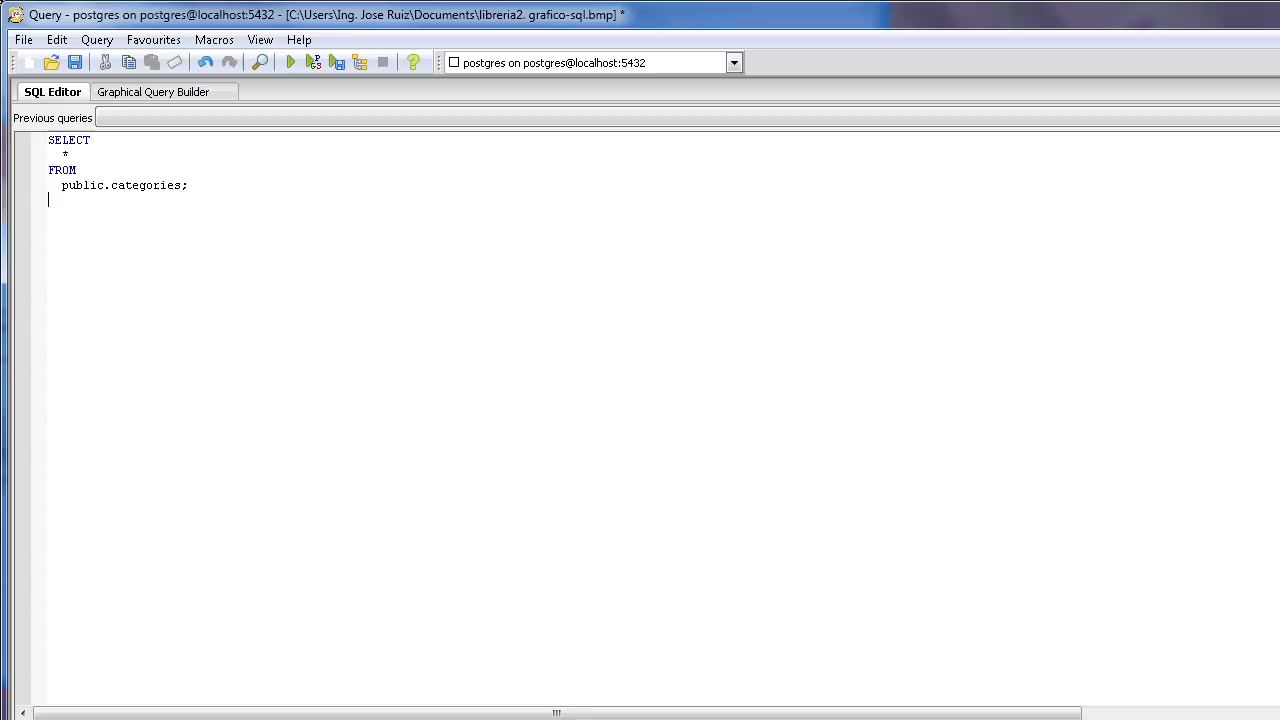 Query - postgres on postgres@localhost:5432 - [C:\Users\Ing. Jose Ruiz\Documents\libreria2. grafico-sql.bmp] *
File Edit Query Favourites Macros View Help
postgres on postgres@localhost:5432
SQL Editor Graphical Query Builder
Previous queries
SELECT
*
FROM
public.categories;